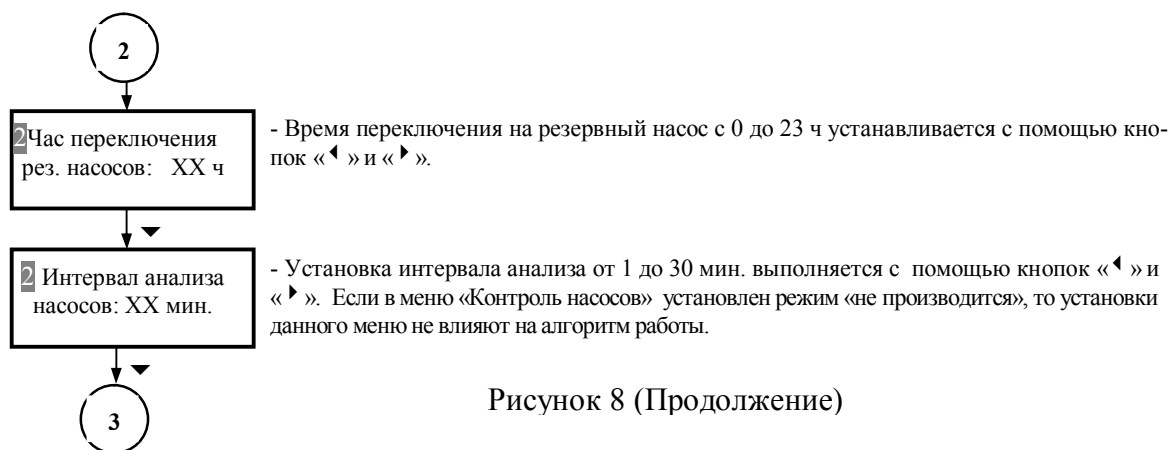 2
2Час переключения
рез. насосов: XX ч
- Время переключения на резервный насос с 0 до 23 ч устанавливается с помощью кно-
пок «◀» и «▶».
2 Интервал анализа
насосов: XX мин.
- Установка интервала анализа от 1 до 30 мин. выполняется с помощью кнопок «◀» и
«▶». Если в меню «Контроль насосов» установлен режим «не производится», то установки
данного меню не влияют на алгоритм работы.
Рисунок 8 (Продолжение)
3